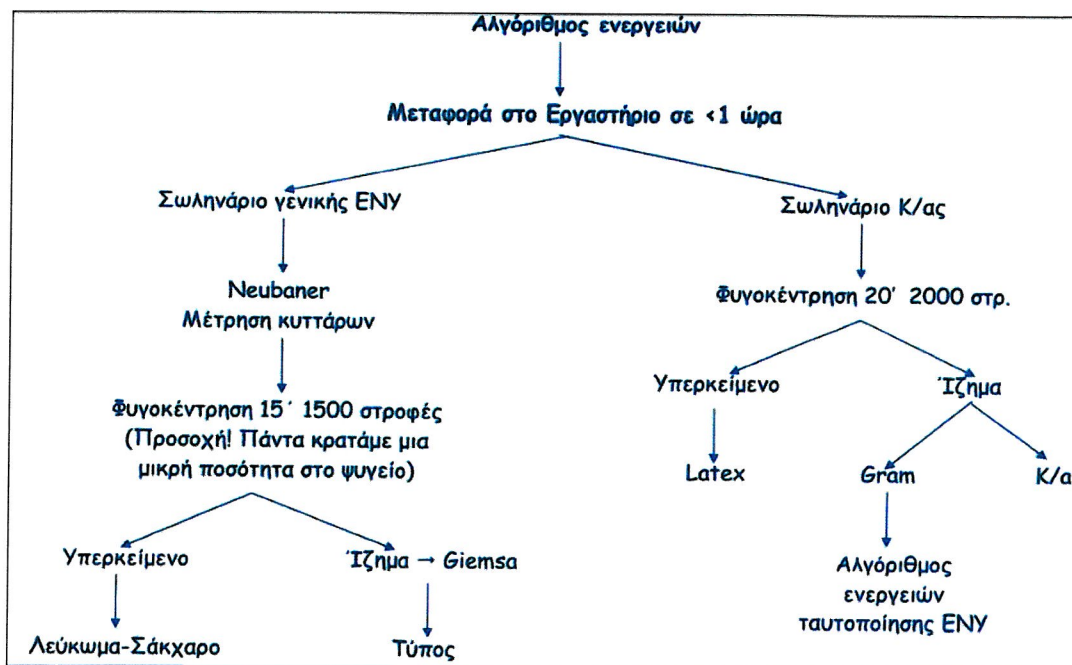 Αλγόριθμος ενεργειών
Μεταφορά στο Εργαστήριο σε <1 ώρα
Σωληνάριο γενικής ΕΝΥ
Σωληνάριο Κ/ας
Neubaner
Μέτρηση κυττάρων
Φυγοκέντρηση 20' 2000 στρ.
Υπερκείμενο
Ίζημα
Φυγοκέντρηση 15΄ 1500 στροφές
(Προσοχή! Πάντα κρατάμε μια
μικρή ποσότητα στο ψυγείο)
Latex
Gram
Κ/α
Υπερκείμενο
Ίζημα → Giemsa
Αλγόριθμος
ενεργειών
ταυτοποίησης ΕΝΥ
Λεύκωμα-Σάκχαρο
Τύπος